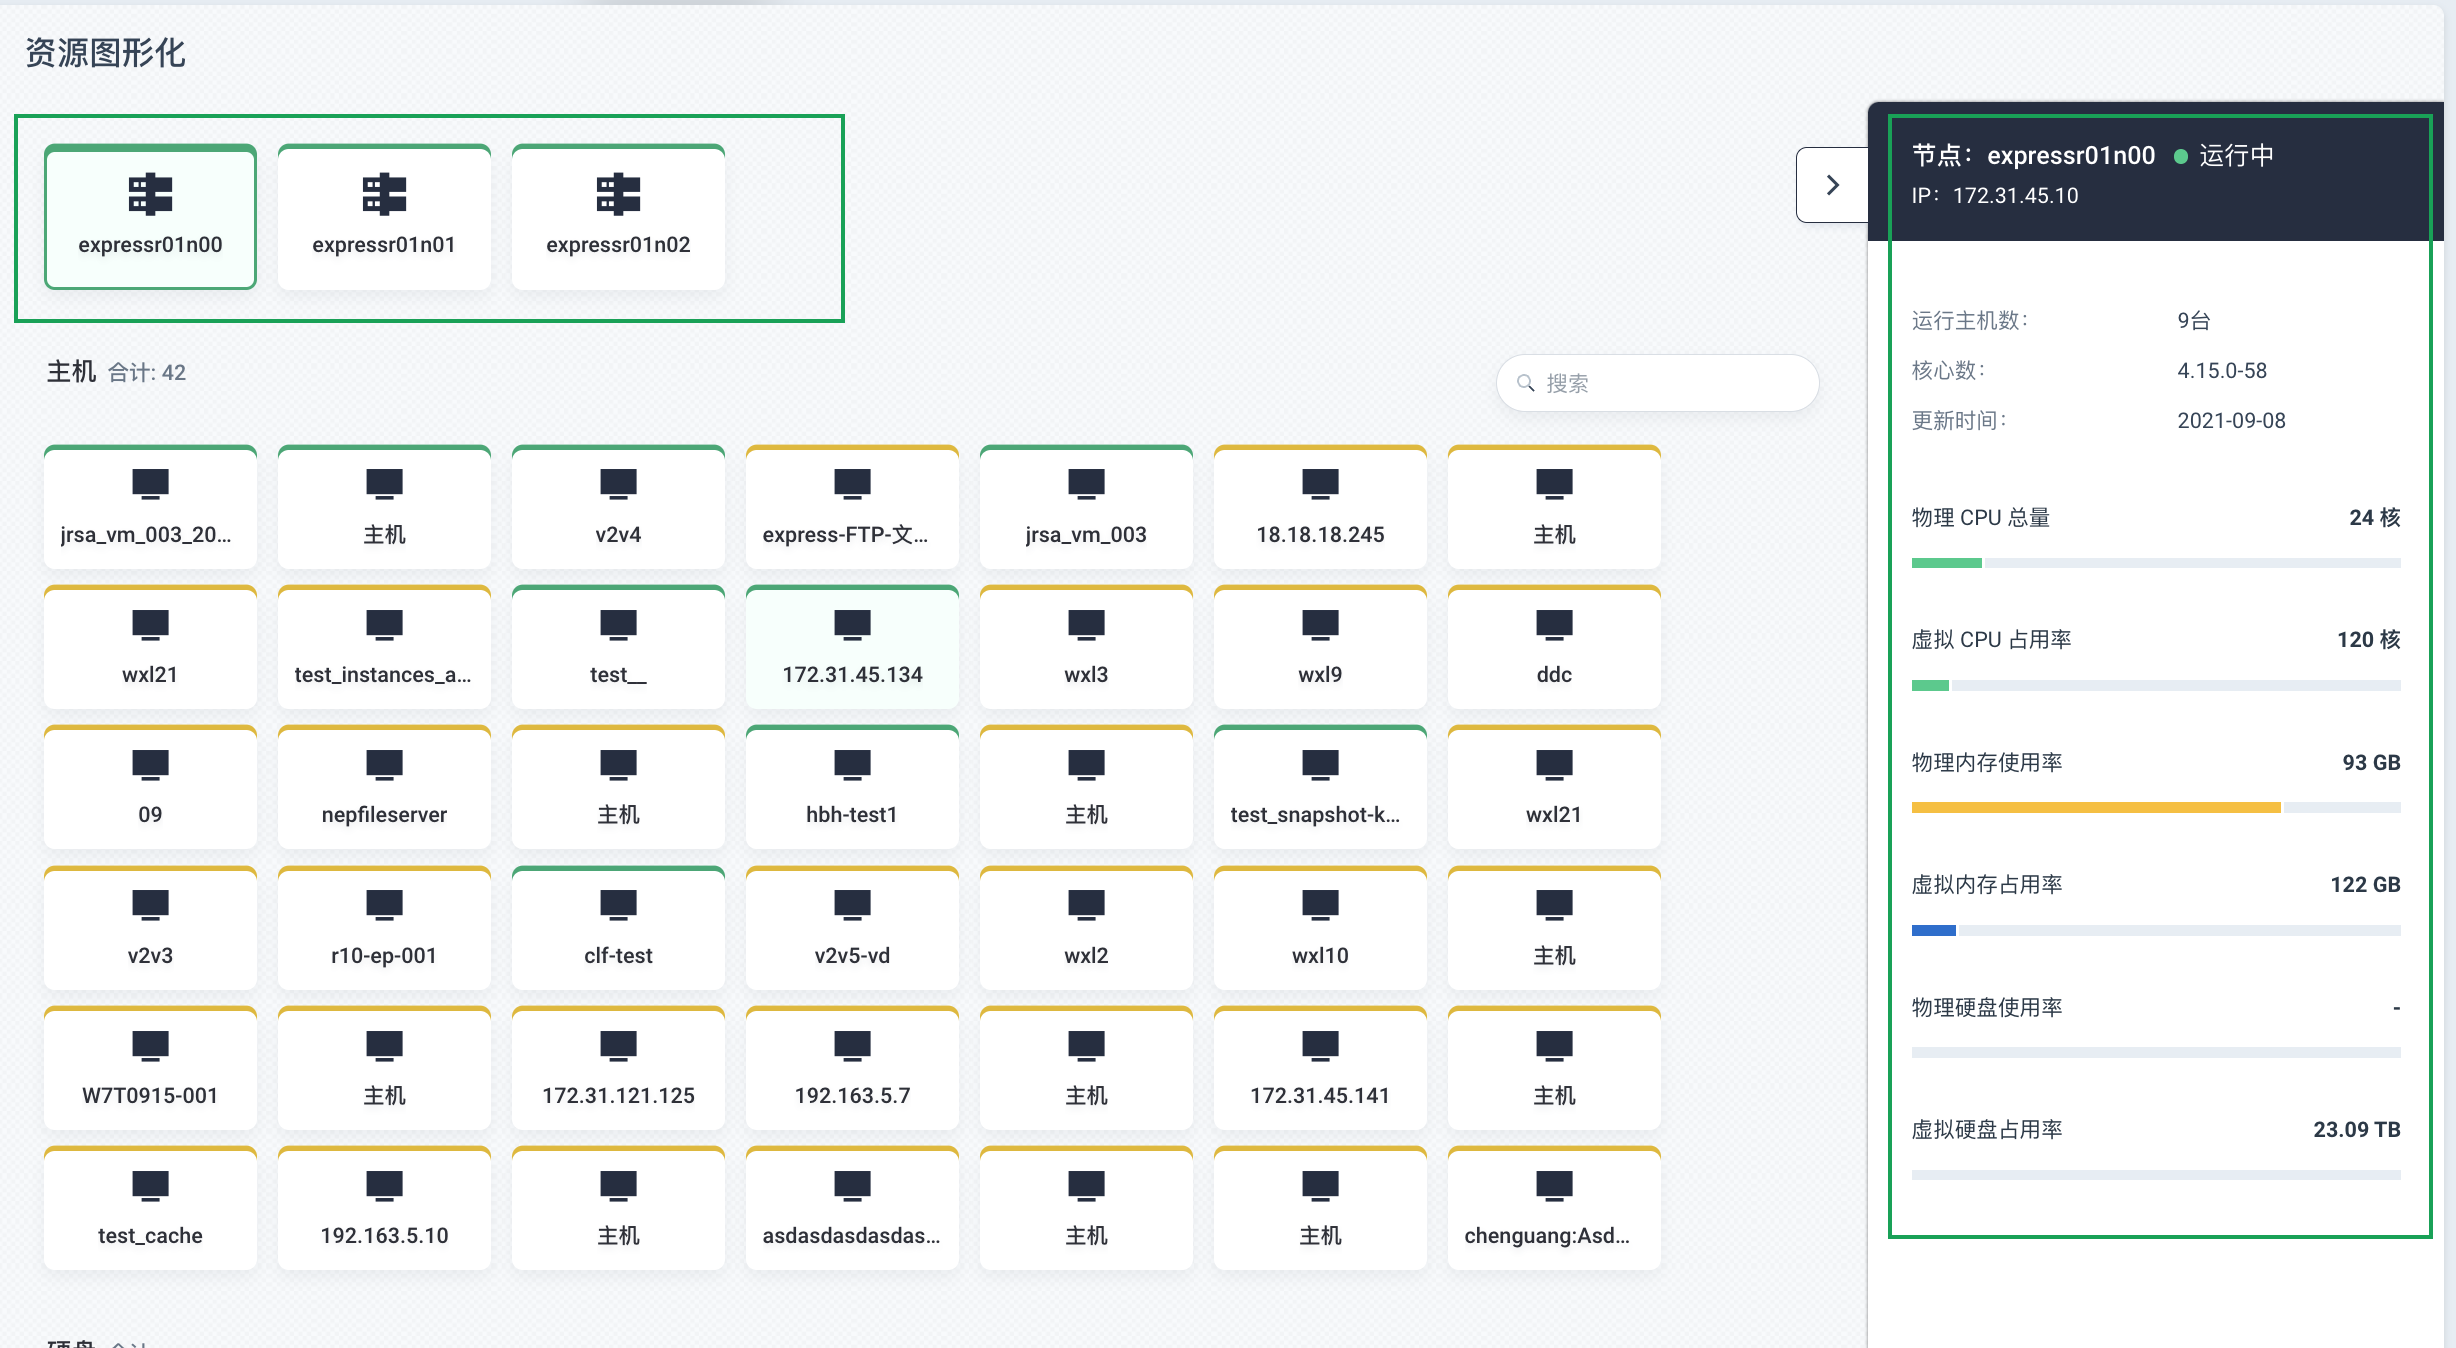 资源图形化
expressr01n00
expressr01n01
expressr01n02
主机 合计: 42
搜索
jrsa_vm_003_20...
主机
v2v4
express-FTP-文...
jrsa_vm_003
18.18.18.245
主机
wxl21
test_instances_a...
test__
172.31.45.134
wxl3
wxl9
ddc
09
nepfileserver
主机
hbh-test1
主机
test_snapshot-k...
wxl21
v2v3
r10-ep-001
clf-test
v2v5-vd
wxl2
wxl10
主机
W7T0915-001
主机
172.31.121.125
192.163.5.7
主机
172.31.45.141
主机
test_cache
192.163.5.10
主机
asdasdasdasdas...
主机
主机
chenguang:Asd...
节点：expressr01n00 运行中
IP：172.31.45.10
运行主机数： 9台
核心数： 4.15.0-58
更新时间： 2021-09-08
物理 CPU 总量 24 核
虚拟 CPU 占用率 120 核
物理内存使用率 93 GB
虚拟内存占用率 122 GB
物理硬盘使用率 -
虚拟硬盘占用率 23.09 TB